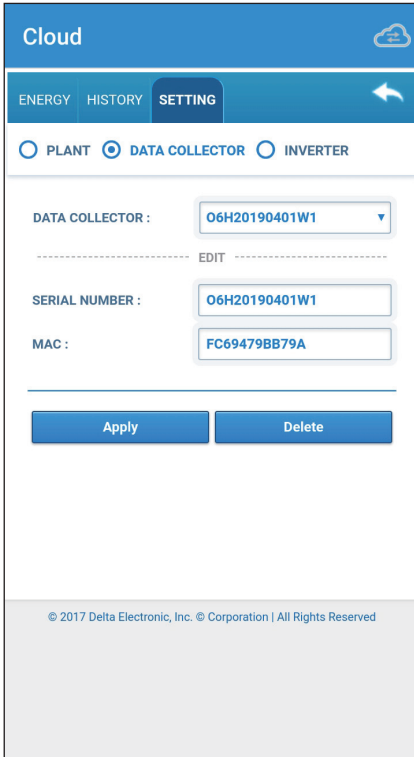 Cloud
ENERGY HISTORY SETTING
PLANT DATA COLLECTOR INVERTER
DATA COLLECTOR : O6H20190401W1
EDIT
SERIAL NUMBER : O6H20190401W1
MAC : FC69479BB79A
Apply Delete
© 2017 Delta Electronic, Inc. © Corporation | All Rights Reserved